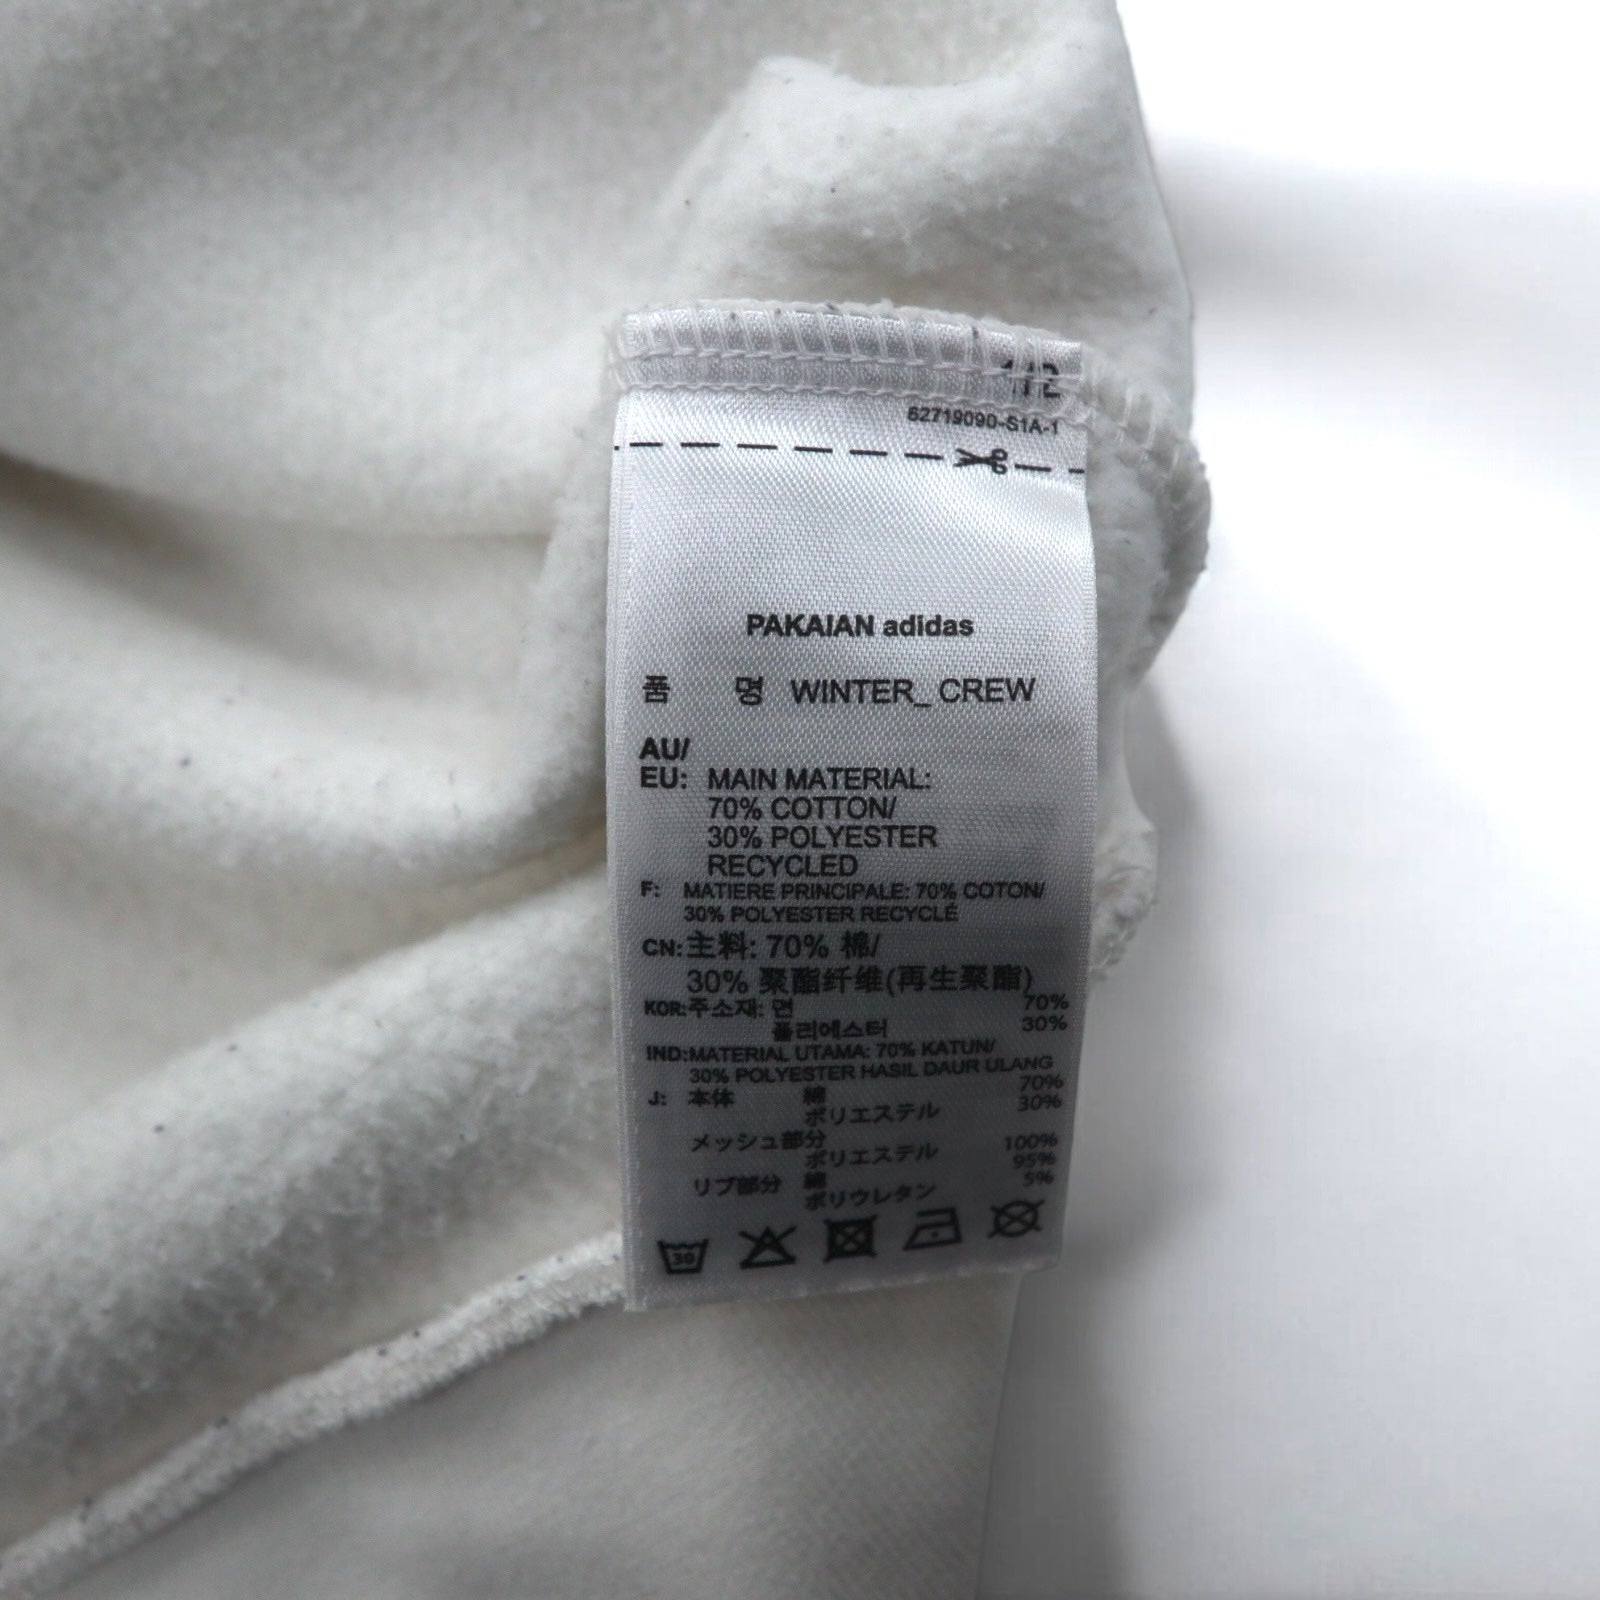 1/2
62719090-S1A-1
PAKAIAN adidas
품 명 WINTER_ CREW
AU/
EU: MAIN MATERIAL:
70% COTTON/
30% POLYESTER
RECYCLED
F: MATIERE PRINCIPALE: 70% COTON/
30% POLYESTER RECYCLÉ
CN: 主料: 70% 棉/
30% 聚酯纤维(再生聚酯)
KOR: 주소재: 면 70%
폴리에스터 30%
IND: MATERIAL UTAMA: 70% KATUN/
30% POLYESTER HASIL DAUR ULANG
J: 本体 綿 70%
ポリエステル 30%
メッシュ部分
ポリエステル 100%
リブ部分 綿 95%
ポリウレタン 5%
30